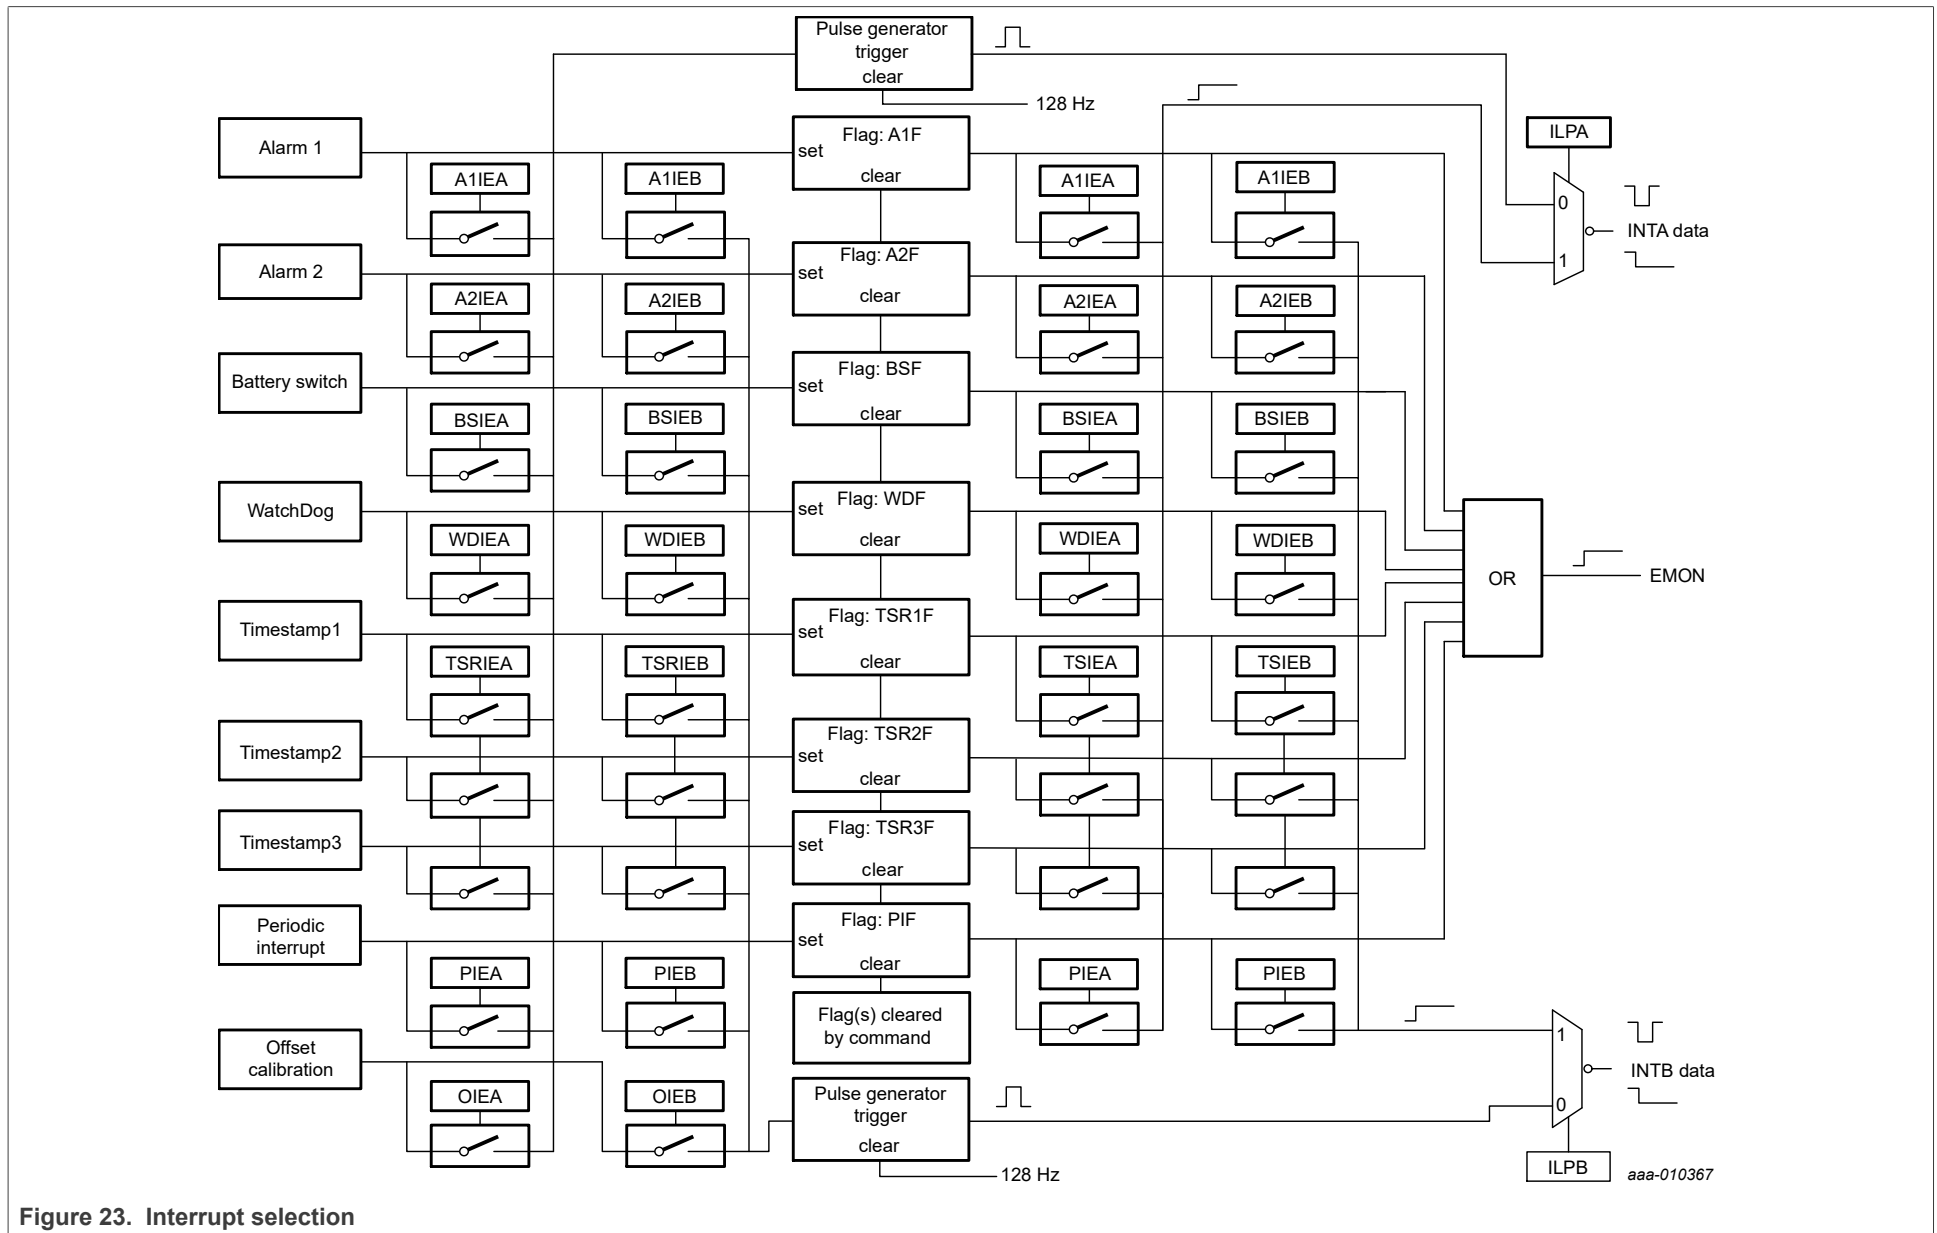 Pulse generator
trigger
clear
128 Hz
Alarm 1
set
Flag: A1F
clear
ILPA
A1IEA
A1IEB
A1IEA
A1IEB
0
INTA data
1
Alarm 2
set
Flag: A2F
clear
A2IEA
A2IEB
A2IEA
A2IEB
Battery switch
set
Flag: BSF
clear
BSIEA
BSIEB
BSIEA
BSIEB
WatchDog
set
Flag: WDF
clear
WDIEA
WDIEB
WDIEA
WDIEB
OR
EMON
Timestamp1
set
Flag: TSR1F
clear
TSRIEA
TSRIEB
TSIEA
TSIEB
Timestamp2
set
Flag: TSR2F
clear
Timestamp3
set
Flag: TSR3F
clear
Periodic
interrupt
set
Flag: PIF
clear
PIEA
PIEB
PIEA
PIEB
Flag(s) cleared
by command
1
INTB data
0
Offset
calibration
OIEA
OIEB
Pulse generator
trigger
clear
128 Hz
ILPB
aaa-010367
Figure 23. Interrupt selection